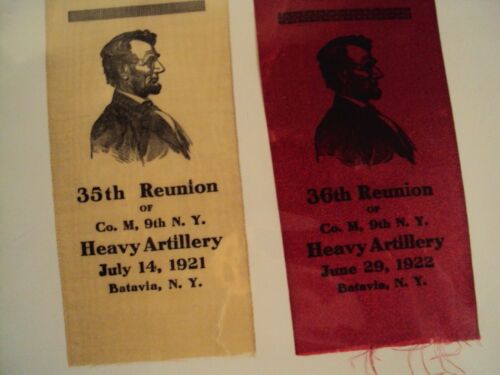 35th Reunion
OF
Co. M, 9th N. Y.
Heavy Artillery
July 14, 1921
Batavia, N. Y.
36th Reunion
OF
Co. M, 9th N. Y.
Heavy Artillery
June 29, 1922
Batavia, N. Y.